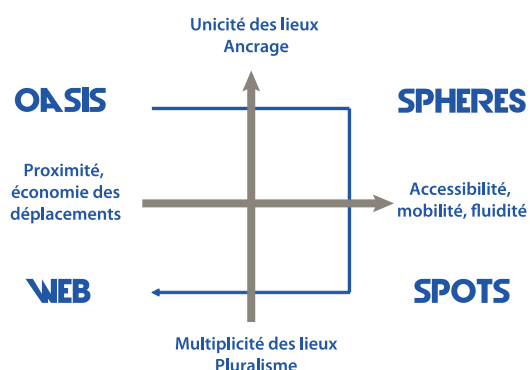 Unicité des lieux
Ancrage
OASIS
SPHERES
Proximité,
économie des
déplacements
Accessibilité,
mobilité, fluidité
WEB
SPOTS
Multiplicité des lieux
Pluralisme